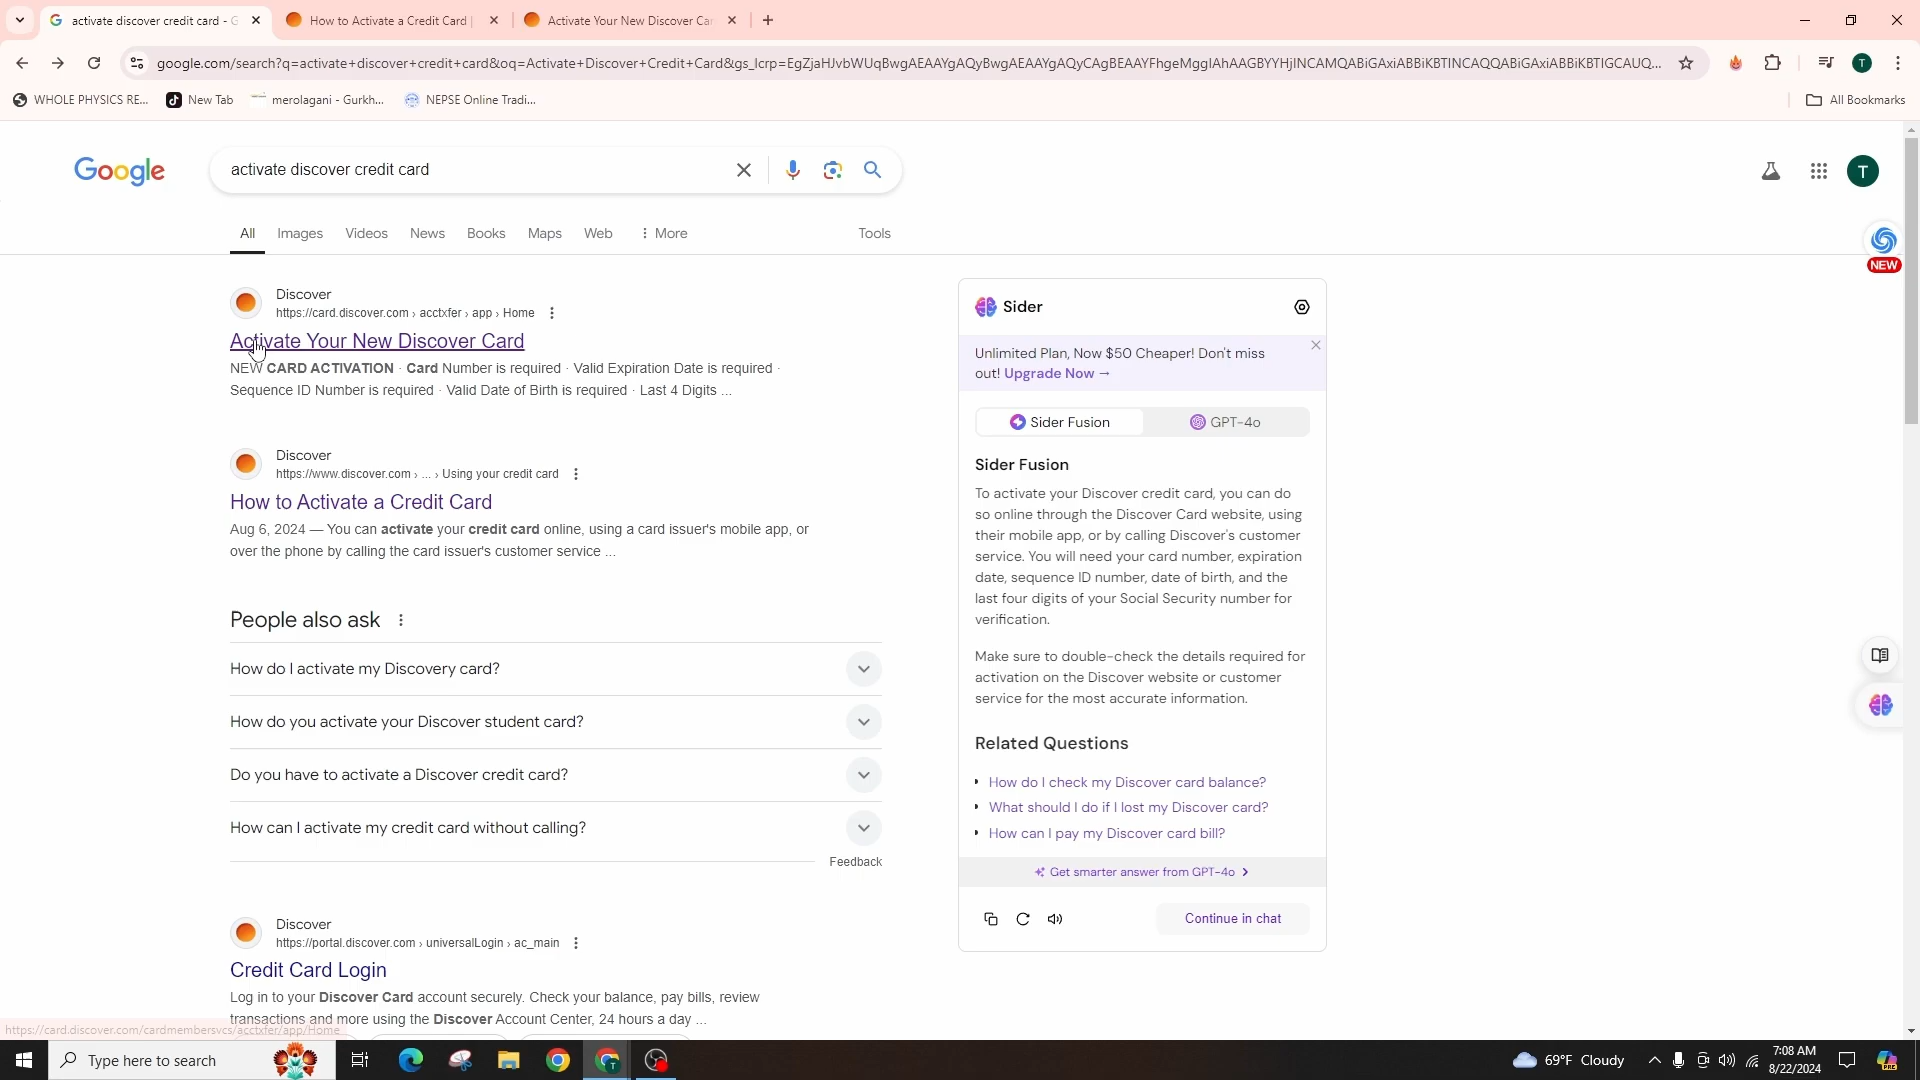 activate discover credit card - G
How to Activate a Credit Card |
Activate Your New Discover Car
google.com/search?q=activate+discover+credit+card&oq=Activate+Discover+Credit+Card&gs_lcrp=EgZjaHJvbWUqBwgAEAAYgAQyBwgAEAAYgAQyCAgBEAAYFhgeMggIAhAAGBYYHjINCAMQABiGAxiABBiKBTINCAQQABiGAxiABBiKBTIGCAUQ...
T
WHOLE PHYSICS RE...
New Tab
merolagani - Gurkh...
NEPSE Online Tradi...
All Bookmarks
Google
activate discover credit card
T
All
Images
Videos
News
Books
Maps
Web
More
Tools
NEW
Discover
https://card.discover.com › acctxfer › app › Home
Activate Your New Discover Card
NEW CARD ACTIVATION · Card Number is required · Valid Expiration Date is required ·
Sequence ID Number is required · Valid Date of Birth is required · Last 4 Digits ...
Discover
https://www.discover.com › ... › Using your credit card
How to Activate a Credit Card
Aug 6, 2024 — You can activate your credit card online, using a card issuer's mobile app, or
over the phone by calling the card issuer's customer service ...
People also ask
How do I activate my Discovery card?
How do you activate your Discover student card?
Do you have to activate a Discover credit card?
How can I activate my credit card without calling?
Feedback
Discover
https://portal.discover.com › universalLogin › ac_main
Credit Card Login
Log in to your Discover Card account securely. Check your balance, pay bills, review
transactions and more using the Discover Account Center, 24 hours a day ...
https://card.discover.com/cardmembersvcs/acctxfer/app/Home
Sider
Unlimited Plan, Now $50 Cheaper! Don't miss
out! Upgrade Now →
Sider Fusion
GPT-4o
Sider Fusion
To activate your Discover credit card, you can do
so online through the Discover Card website, using
their mobile app, or by calling Discover's customer
service. You will need your card number, expiration
date, sequence ID number, date of birth, and the
last four digits of your Social Security number for
verification.
Make sure to double-check the details required for
activation on the Discover website or customer
service for the most accurate information.
Related Questions
How do I check my Discover card balance?
What should I do if I lost my Discover card?
How can I pay my Discover card bill?
Get smarter answer from GPT-4o
Continue in chat
Type here to search
T
69°F Cloudy
7:08 AM
8/22/2024
PRE